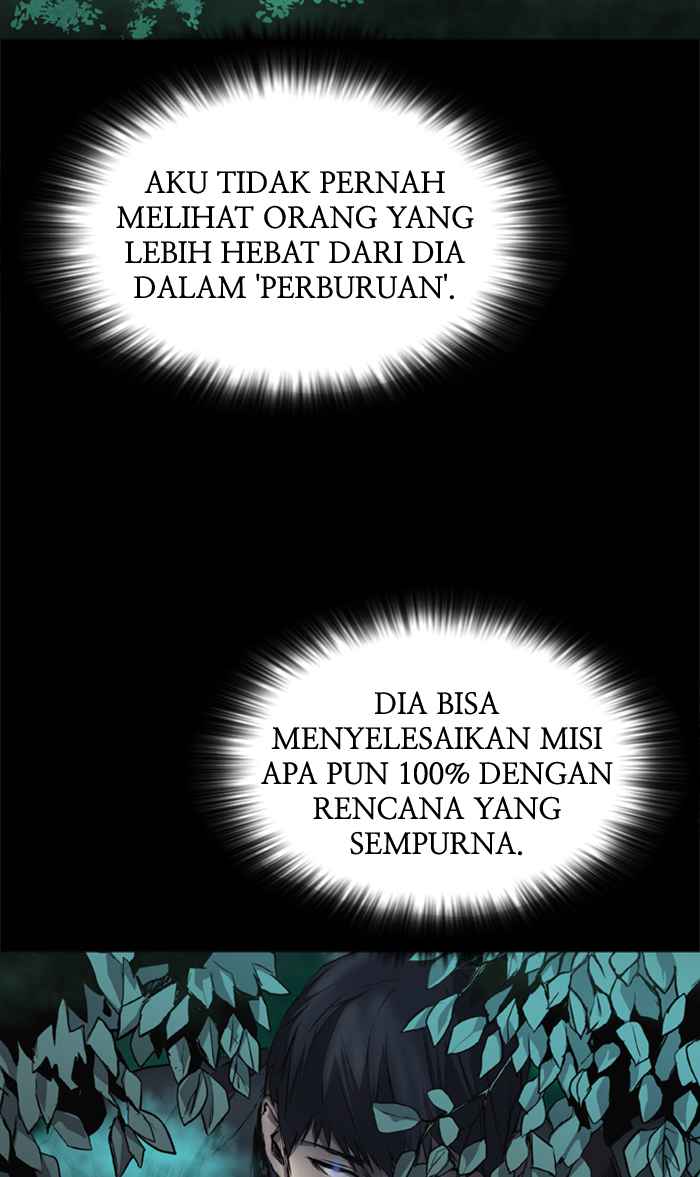 AKU TIDAK PERNAH
MELIHAT ORANG YANG
LEBIH HEBAT DARI DIA
DALAM 'PERBURUAN'.
DIA BISA
MENYELESAIKAN MISI
APA PUN 100% DENGAN
RENCANA YANG
SEMPURNA.